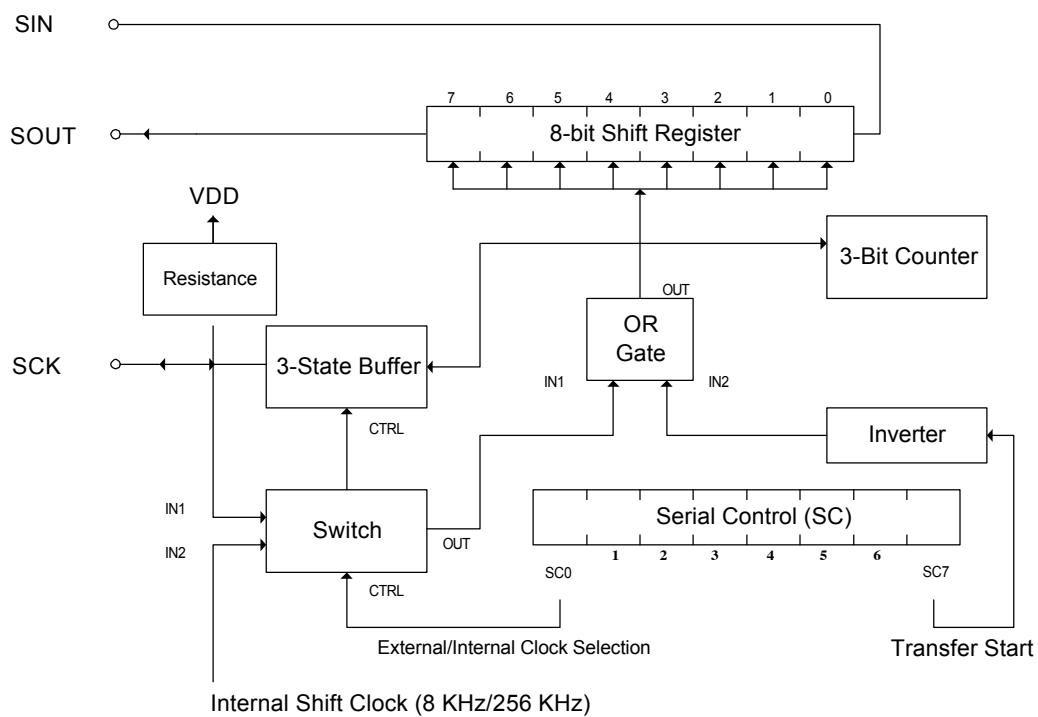 SIN
7 6 5 4 3 2 1 0
SOUT
8-bit Shift Register
VDD
Resistance
3-Bit Counter
OUT
OR
Gate
SCK
3-State Buffer
IN1
IN2
CTRL
Inverter
IN1
Switch
Serial Control (SC)
IN2
OUT
1 2 3 4 5 6
SC0
SC7
CTRL
External/Internal Clock Selection
Transfer Start
Internal Shift Clock (8 KHz/256 KHz)